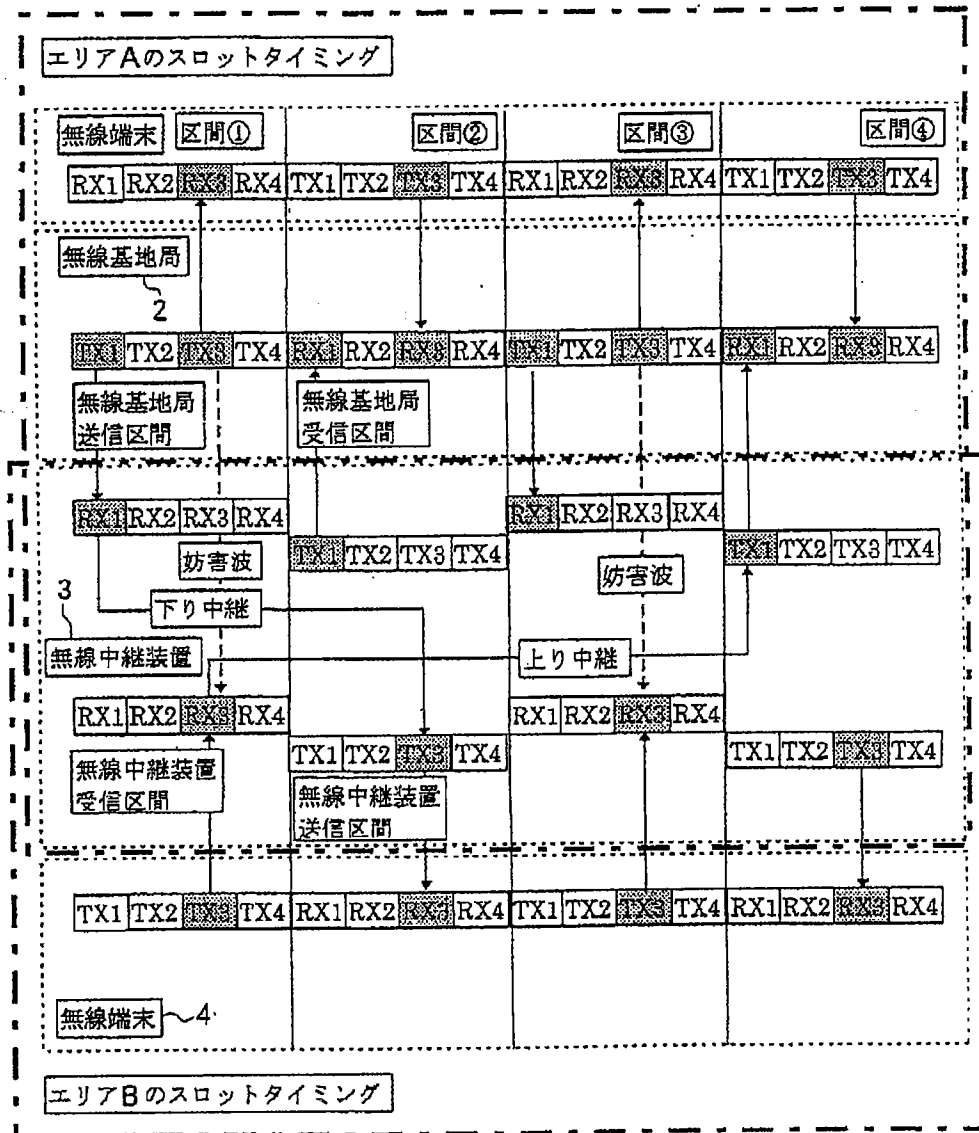 エリアAのスロットタイミング
無線端末 区間① 区間② 区間③ 区間④
RX1 RX2 RX3 RX4 TX1 TX2 TX3 TX4 RX1 RX2 RX3 RX4 TX1 TX2 TX3 TX4
無線基地局
2
TX1 TX2 TX3 TX4 RX1 RX2 RX3 RX4 TX1 TX2 TX3 TX4 RX1 RX2 RX3 RX4
無線基地局
送信区間
無線基地局
受信区間
RX1 RX2 RX3 RX4 RX1 RX2 RX3 RX4
TX1 TX2 TX3 TX4 TX1 TX2 TX3 TX4
妨害波 妨害波
3
下り中継
無線中継装置 上り中継
RX1 RX2 RX3 RX4 RX1 RX2 RX3 RX4
TX1 TX2 TX3 TX4 TX1 TX2 TX3 TX4
無線中継装置
受信区間
無線中継装置
送信区間
TX1 TX2 TX3 TX4 RX1 RX2 RX3 RX4 TX1 TX2 TX3 TX4 RX1 RX2 RX3 RX4
無線端末 4
エリアBのスロットタイミング